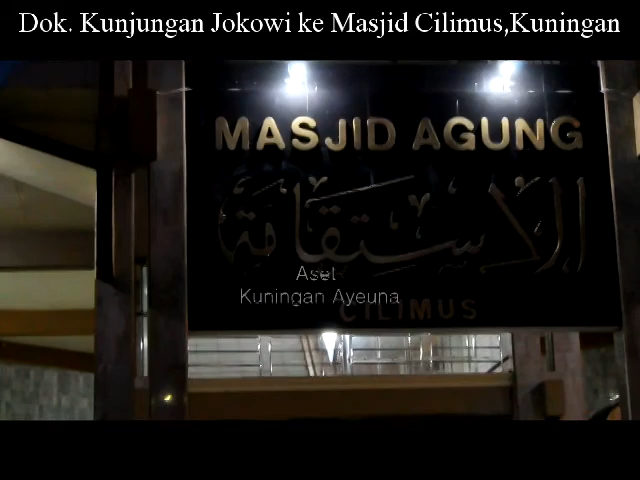 Dok. Kunjungan Jokowi ke Masjid Cilimus,Kuningan
MASJID AGUNG
الاستقامة
Aset
Kuningan Ayeuna
CILIMUS